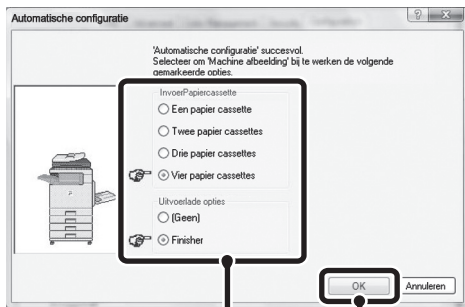 Automatische configuratie
'Automatische configuratie' succesvol.
Selecteer om 'Machine afbeelding' bij te werken de volgende
gemarkeerde opties.
InvoerPapiercassette
Een papier cassette
Twee papier cassettes
Drie papier cassettes
Vier papier cassettes
Uitvoerlade opties
(Geen)
Finisher
OK
Annuleren